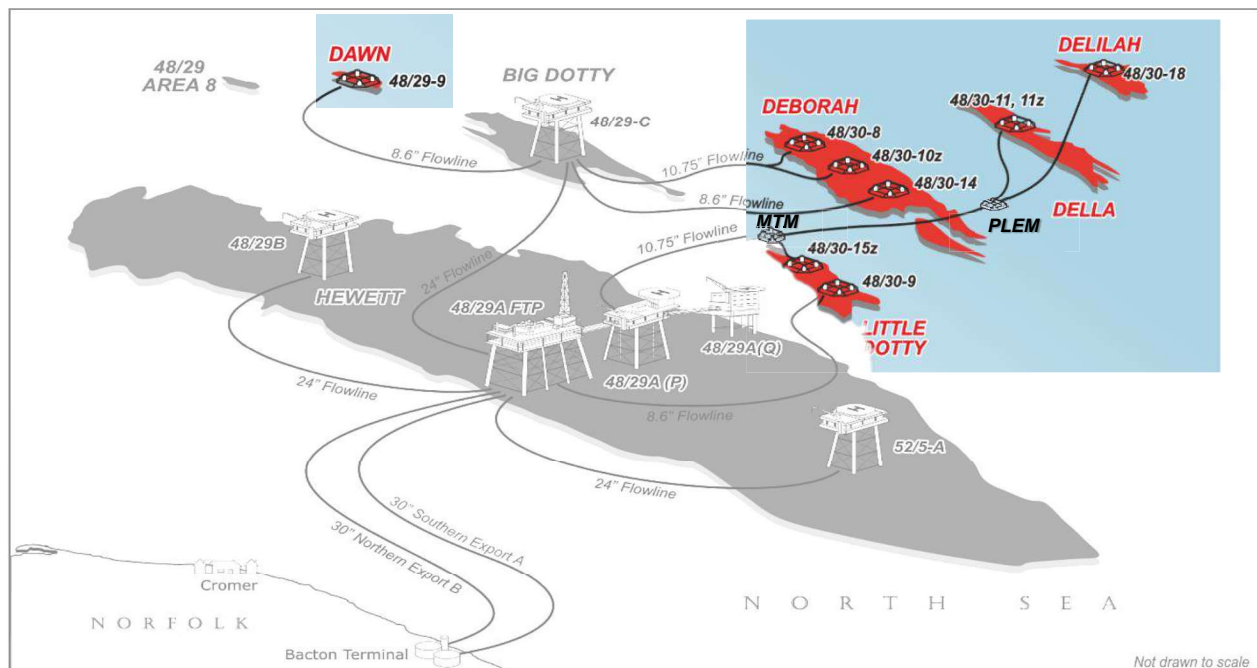 DAWN
48/29-9
48/29
AREA 8
BIG DOTTY
48/29-C
8.6" Flowline
DELILAH
48/30-18
48/30-11, 11z
DEBORAH
48/30-8
48/30-10z
48/30-14
10.75" Flowline
8.6" Flowline
DELLA
PLEM
MTM
10.75" Flowline
48/30-15z
48/30-9
LITTLE
DOTTY
48/29B
HEWETT
24" Flowline
48/29A FTP
48/29A(Q)
48/29A (P)
24" Flowline
8.6" Flowline
52/5-A
24" Flowline
30" Southern Export A
30" Northern Export B
Cromer
NORFOLK
Bacton Terminal
NORTH SEA
Not drawn to scale